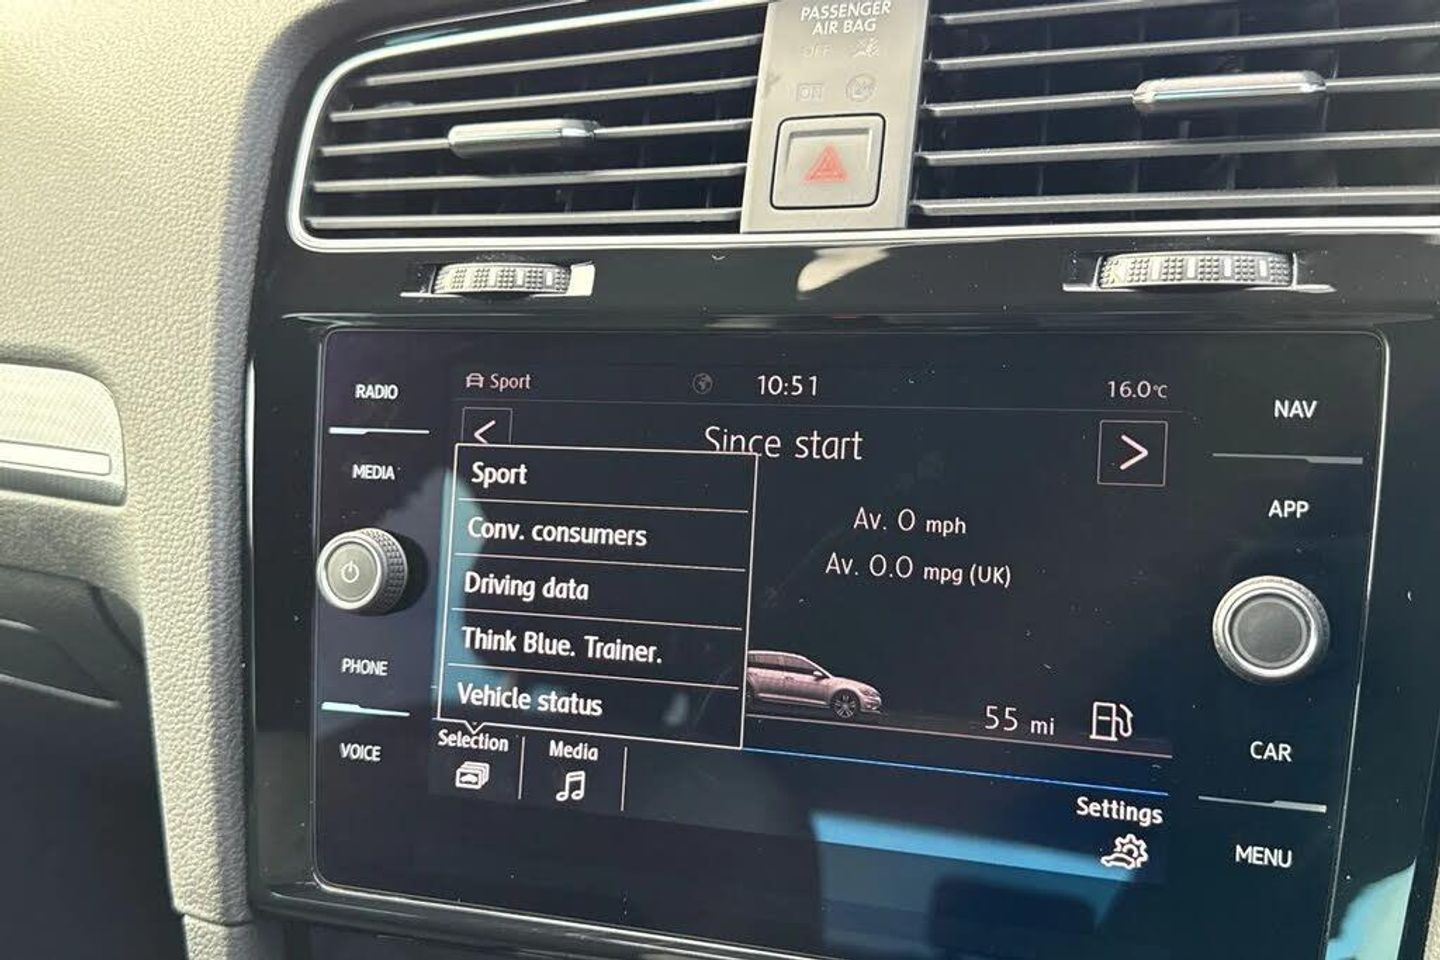 PASSENGER
AIR BAG
OFF
ON
RADIO
MEDIA
PHONE
VOICE
Sport
10:51
16.0°C
Since start
Sport
Conv. consumers
Driving data
Think Blue. Trainer.
Vehicle status
Av. 0 mph
Av. 0.0 mpg (UK)
55 mi
Selection
Media
Settings
NAV
APP
CAR
MENU